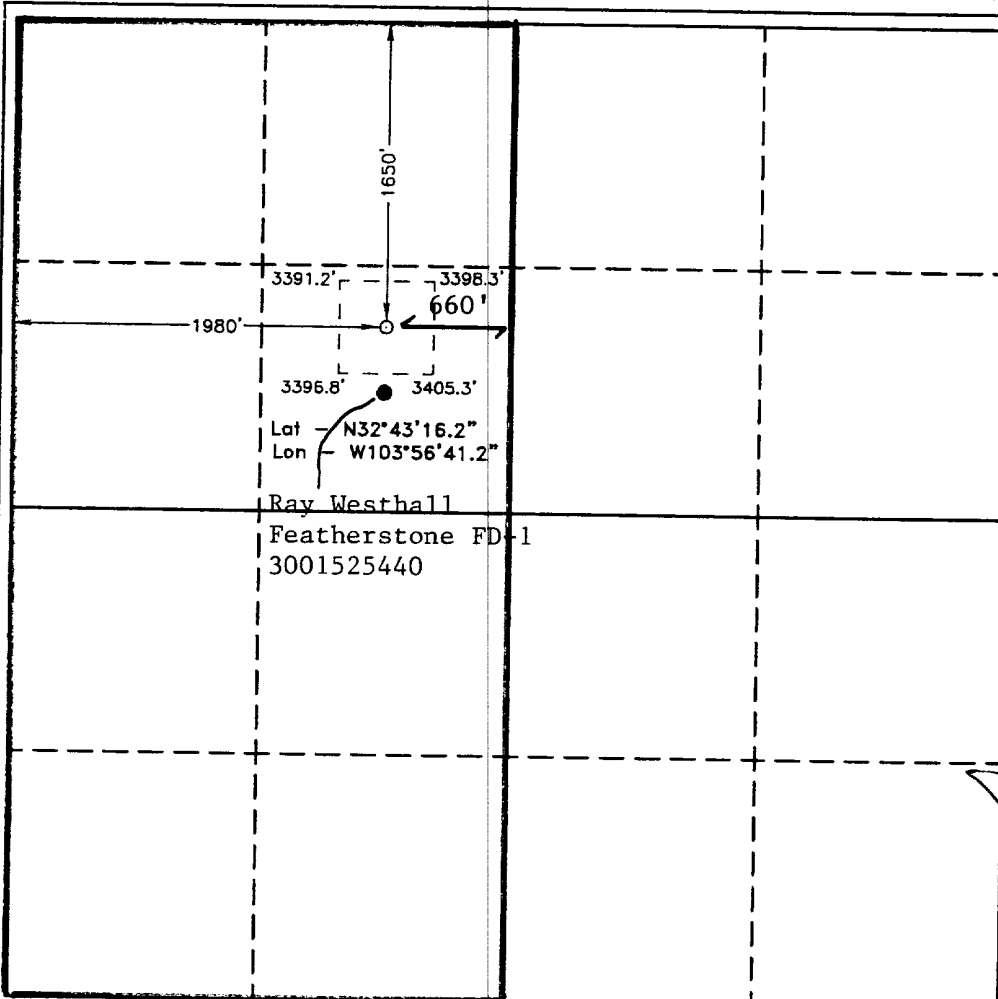 1650'
3391.2' 3398.3'
660'
1980'
3396.8' 3405.3'
Lat - N32°43'16.2"
Lon - W103°56'41.2"
Ray Westhall
Featherstone FD-1
3001525440